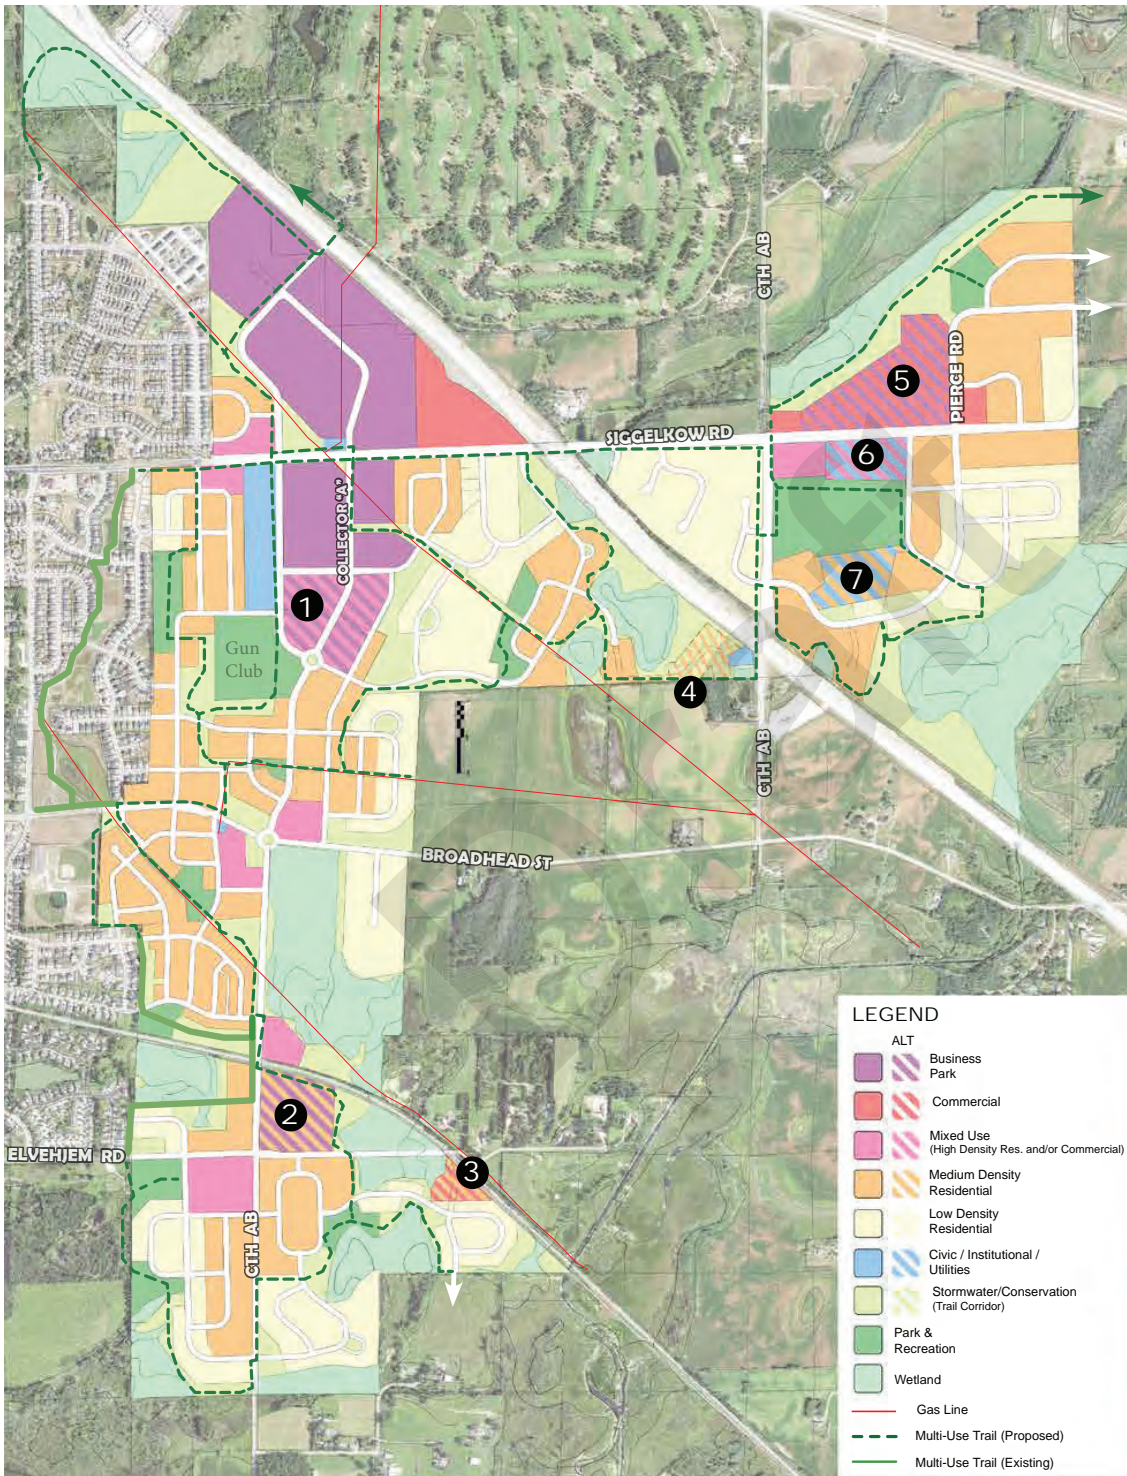 CTH AB
PIERCE RD
5
SIGGELKOW RD
6
COLLECTOR "A"
7
1
Gun
Club
4
CTH AB
BROADHEAD ST
DRAFT
LEGEND
ALT
Business
Park
Commercial
Mixed Use
(High Density Res. and/or Commercial)
Medium Density
Residential
Low Density
Residential
Civic / Institutional /
Utilities
Stormwater/Conservation
(Trail Corridor)
Park &
Recreation
Wetland
Gas Line
Multi-Use Trail (Proposed)
Multi-Use Trail (Existing)
2
ELVEHJEM RD
3
CTH AB